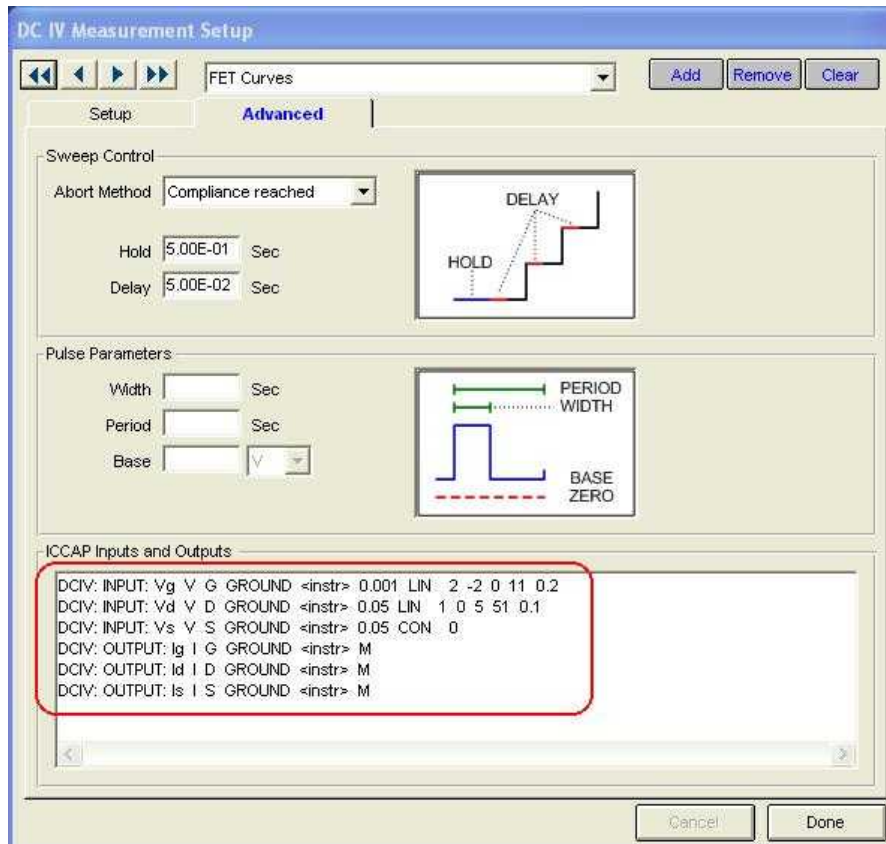 DC IV Measurement Setup
FET Curves
Add Remove Clear
Setup Advanced
Sweep Control
Abort Method Compliance reached
Hold 5.00E-01 Sec
Delay 5.00E-02 Sec
DELAY
HOLD
Pulse Parameters
Width Sec
Period Sec
Base V
PERIOD
WIDTH
BASE
ZERO
ICCAP Inputs and Outputs
DCIV: INPUT: Vg V G GROUND <instr> 0.001 LIN 2 -2 0 11 0.2
DCIV: INPUT: Vd V D GROUND <instr> 0.05 LIN 1 0 5 51 0.1
DCIV: INPUT: Vs V S GROUND <instr> 0.05 CON 0
DCIV: OUTPUT: Ig I G GROUND <instr> M
DCIV: OUTPUT: Id I D GROUND <instr> M
DCIV: OUTPUT: Is I S GROUND <instr> M
Cancel Done